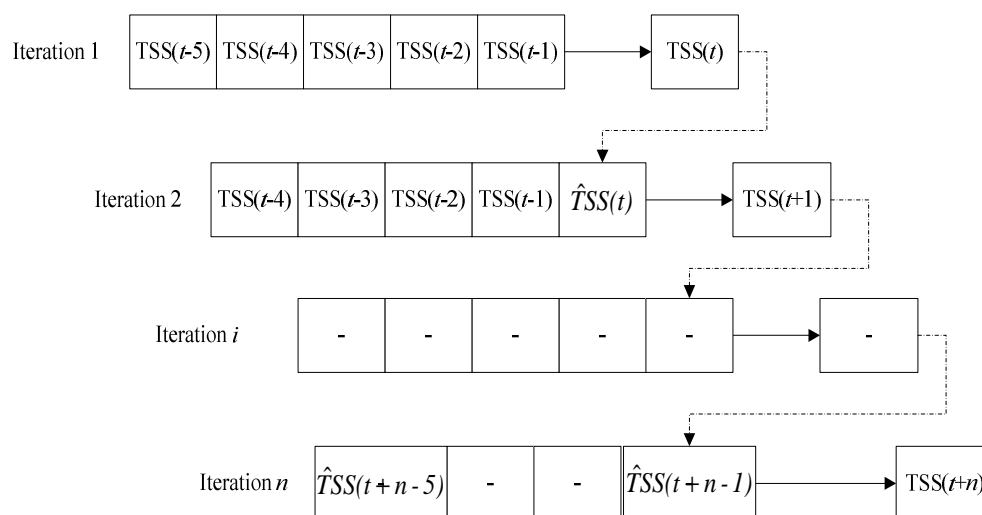 Iteration 1 TSS(t-5) TSS(t-4) TSS(t-3) TSS(t-2) TSS(t-1) TSS(t)
Iteration 2 TSS(t-4) TSS(t-3) TSS(t-2) TSS(t-1) T̂SS(t) TSS(t+1)
Iteration i - - - - - -
Iteration n T̂SS(t+n-5) - - T̂SS(t+n-1) TSS(t+n)